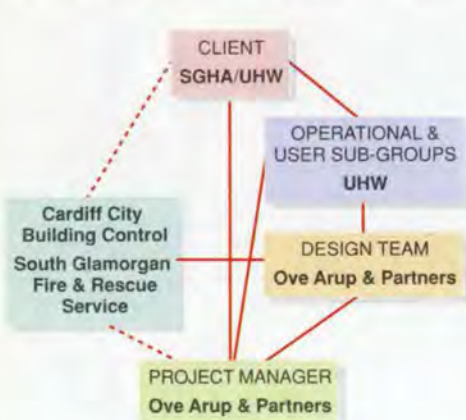 CLIENT
SGHA/UHW
OPERATIONAL &
USER SUB-GROUPS
UHW
Cardiff City
Building Control
South Glamorgan
Fire & Rescue
Service
DESIGN TEAM
Ove Arup & Partners
PROJECT MANAGER
Ove Arup & Partners